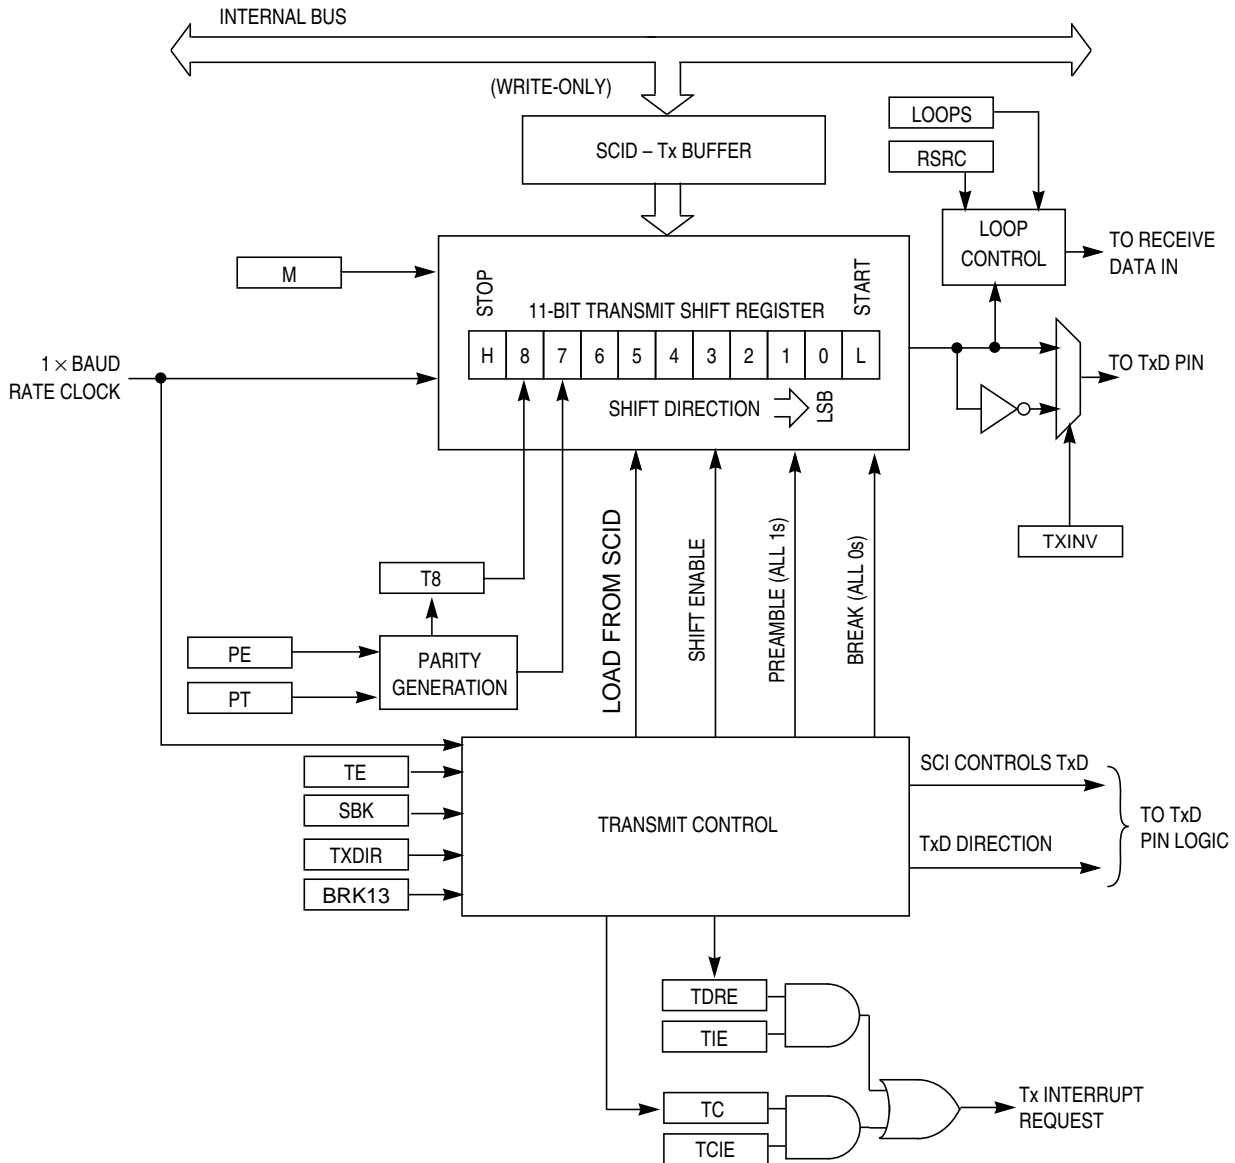 INTERNAL BUS
(WRITE-ONLY)
SCID – Tx BUFFER
LOOPS
RSRC
LOOP
CONTROL
TO RECEIVE
DATA IN
M
STOP
11-BIT TRANSMIT SHIFT REGISTER
START
H 8 7 6 5 4 3 2 1 0 L
1 × BAUD
RATE CLOCK
SHIFT DIRECTION
LSB
TO TxD PIN
TXINV
T8
PE
PT
PARITY
GENERATION
LOAD FROM SCID
SHIFT ENABLE
PREAMBLE (ALL 1s)
BREAK (ALL 0s)
TE
SBK
TXDIR
BRK13
TRANSMIT CONTROL
SCI CONTROLS TxD
TxD DIRECTION
TO TxD
PIN LOGIC
TDRE
TIE
TC
TCIE
Tx INTERRUPT
REQUEST